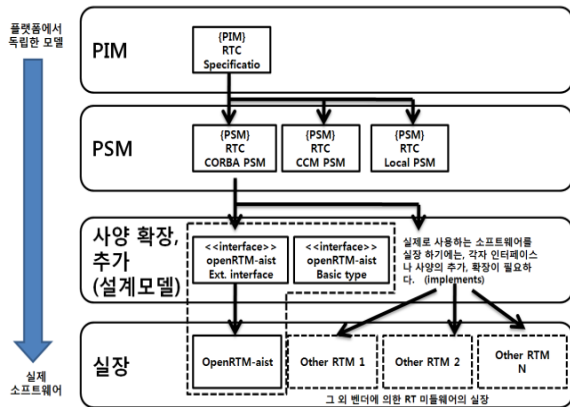 플랫폼에서
독립한 모델
PIM
{PIM}
RTC
Specificatio
PSM
{PSM}
RTC
CORBA PSM
{PSM}
RTC
CCM PSM
{PSM}
RTC
Local PSM
사양 확장,
추가
(설계모델)
<<interface>>
openRTM-aist
Ext. interface
<<interface>>
openRTM-aist
Basic type
실제로 사용하는 소프트웨어를
실장 하기에는, 각자 인터페이스
나 사양의 추가, 확장이 필요하
다. (implements)
실장
OpenRTM-aist
Other RTM 1
Other RTM 2
Other RTM
N
그 외 벤더에 의한 RT 미들웨어의 실장
실제
소프트웨어